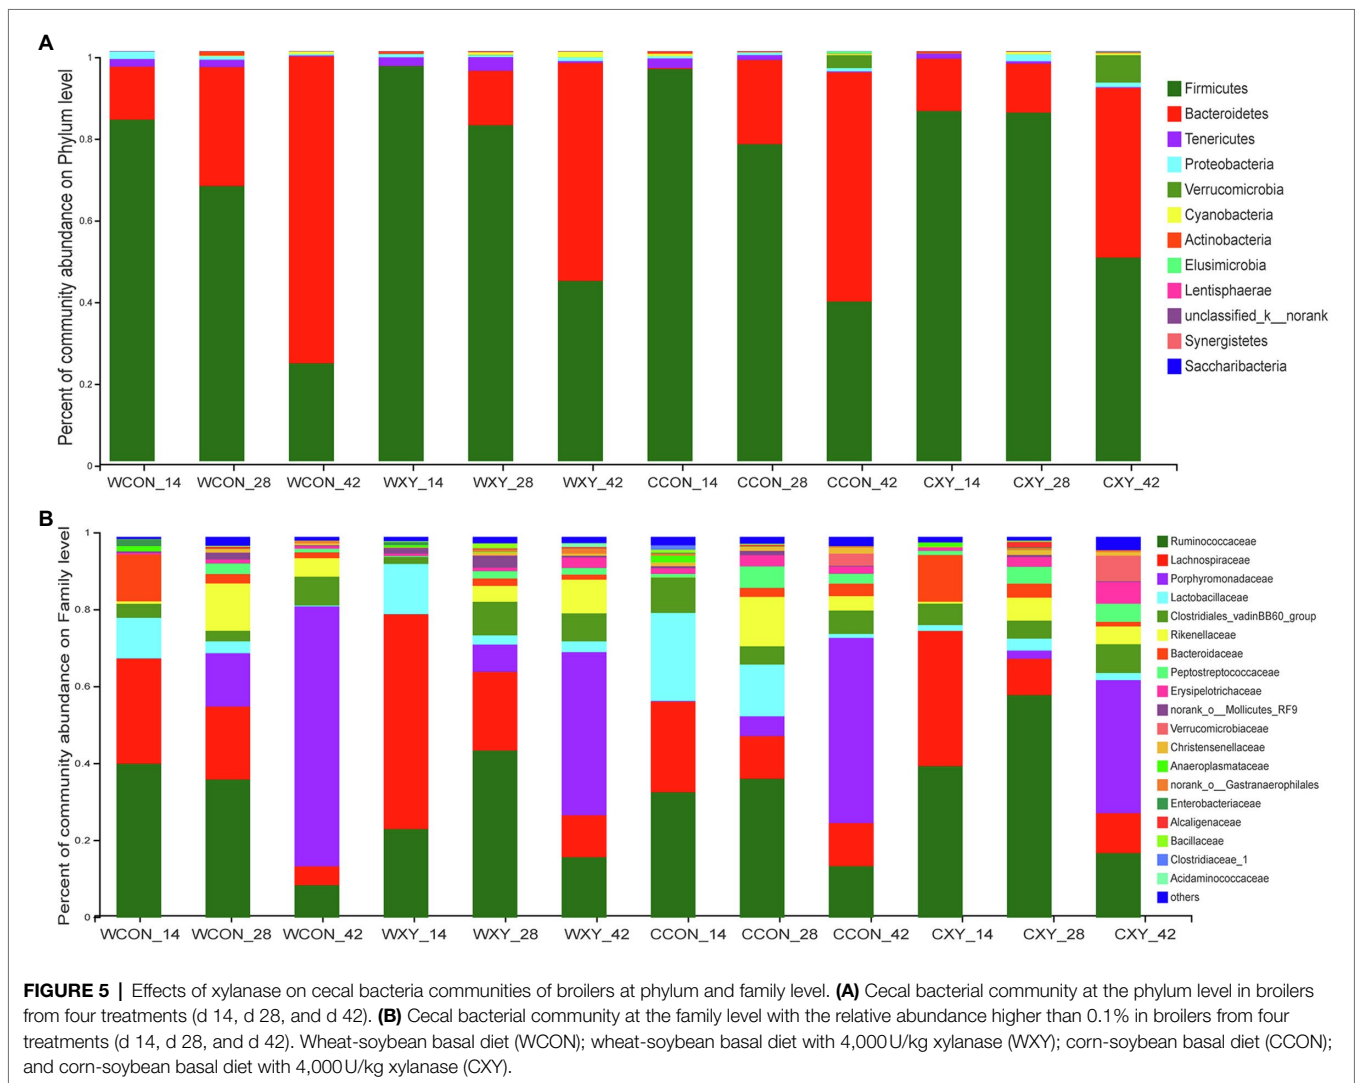 A
Percent of community abundance on Phylum level
1
0.8
0.6
0.4
0.2
0
WCON_14 WCON_28 WCON_42 WXY_14 WXY_28 WXY_42 CCON_14 CCON_28 CCON_42 CXY_14 CXY_28 CXY_42
Firmicutes
Bacteroidetes
Tenericutes
Proteobacteria
Verrucomicrobia
Cyanobacteria
Actinobacteria
Elusimicrobia
Lentisphaerae
unclassified_k__norank
Synergistetes
Saccharibacteria
B
Percent of community abundance on Family level
1
0.8
0.6
0.4
0.2
0
WCON_14 WCON_28 WCON_42 WXY_14 WXY_28 WXY_42 CCON_14 CCON_28 CCON_42 CXY_14 CXY_28 CXY_42
Ruminococcaceae
Lachnospiraceae
Porphyromonadaceae
Lactobacillaceae
Clostridiales_vadinBB60_group
Rikenellaceae
Bacteroidaceae
Peptostreptococcaceae
Erysipelotrichaceae
norank_o__Mollicutes_RF9
Verrucomicrobiaceae
Christensenellaceae
Anaeroplasmataceae
norank_o__Gastranaerophilales
Enterobacteriaceae
Alcaligenaceae
Bacillaceae
Clostridiaceae_1
Acidaminococcaceae
others
FIGURE 5 | Effects of xylanase on cecal bacteria communities of broilers at phylum and family level. (A) Cecal bacterial community at the phylum level in broilers
from four treatments (d 14, d 28, and d 42). (B) Cecal bacterial community at the family level with the relative abundance higher than 0.1% in broilers from four
treatments (d 14, d 28, and d 42). Wheat-soybean basal diet (WCON); wheat-soybean basal diet with 4,000 U/kg xylanase (WXY); corn-soybean basal diet (CCON);
and corn-soybean basal diet with 4,000 U/kg xylanase (CXY).